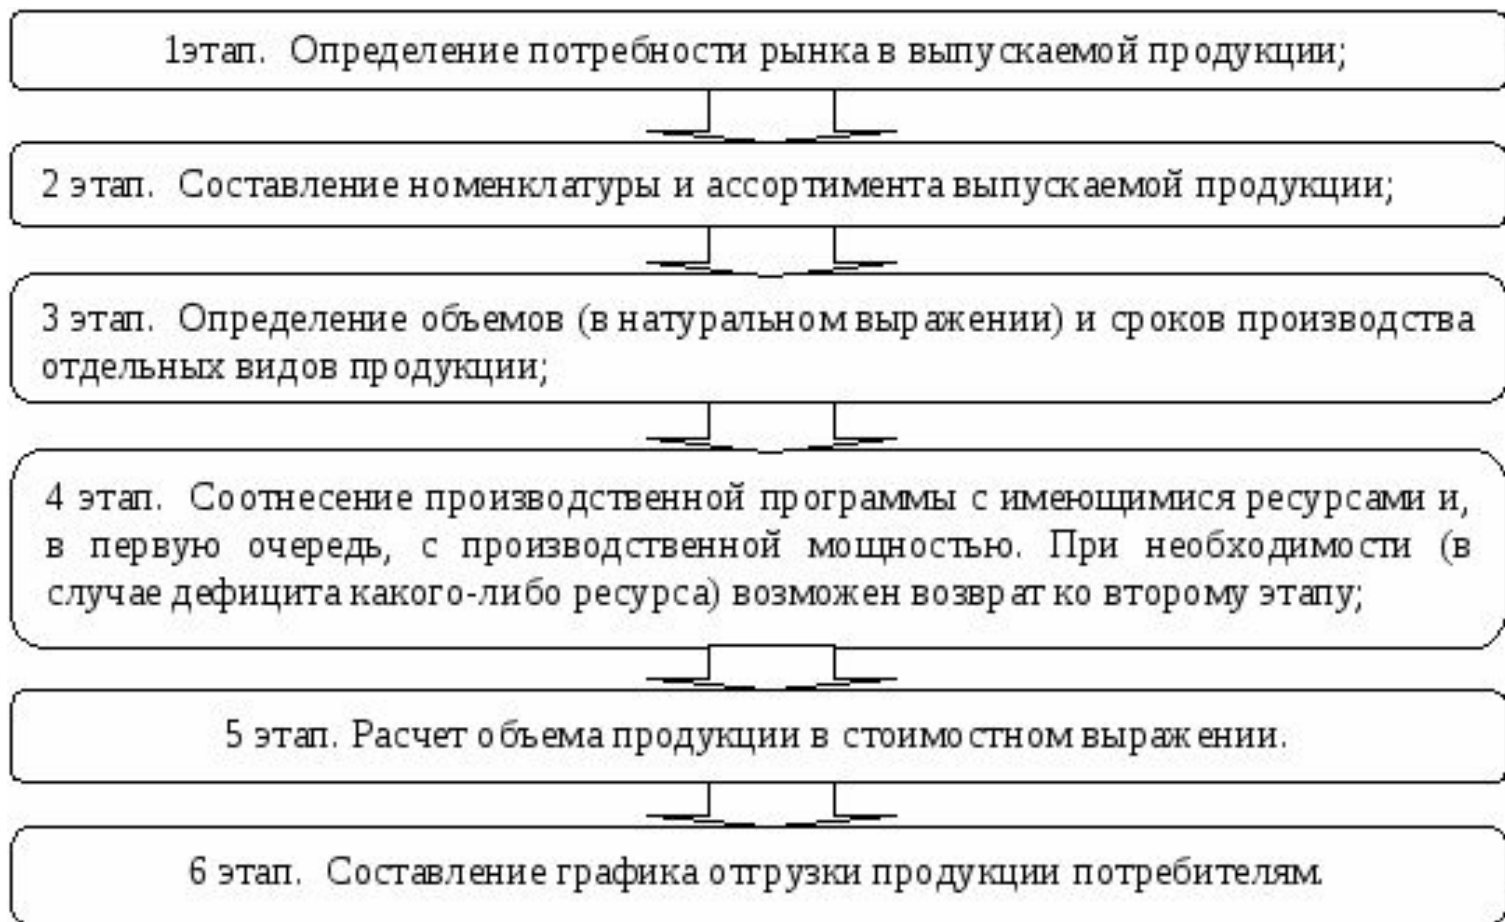 1этап. Определение потребности рынка в выпускаемой продукции;
2 этап. Составление номенклатуры и ассортимента выпускаемой продукции;
3 этап. Определение объемов (в натуральном выражении) и сроков производства
отдельных видов продукции;
4 этап. Соотнесение производственной программы с имеющимися ресурсами и,
в первую очередь, с производственной мощностью. При необходимости (в
случае дефицита какого-либо ресурса) возможен возврат ко второму этапу;
5 этап. Расчет объема продукции в стоимостном выражении.
6 этап. Составление графика отгрузки продукции потребителям.